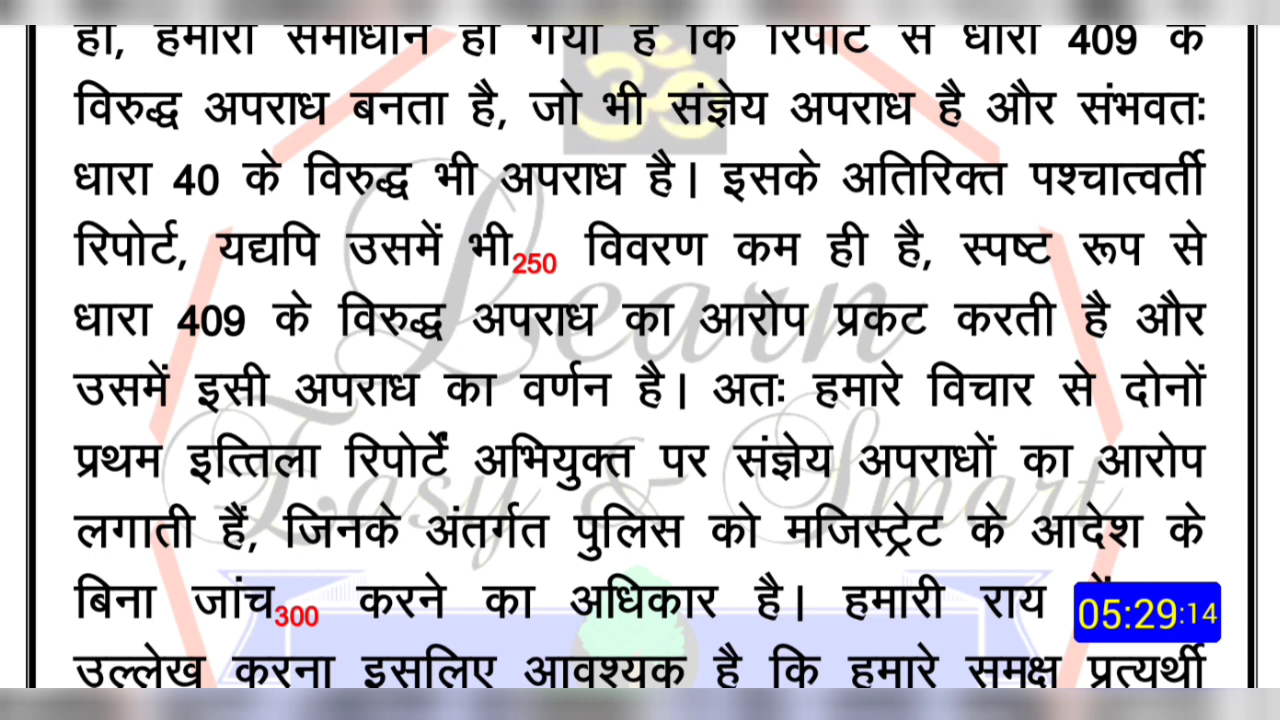 हो, हमारा समाधान हो गया है कि रिपोर्ट से धारा 409 के
विरुद्ध अपराध बनता है, जो भी संज्ञेय अपराध है और संभवतः
धारा 40 के विरुद्ध भी अपराध है। इसके अतिरिक्त पश्चात्वर्ती
रिपोर्ट, यद्यपि उसमें भी250 विवरण कम ही है, स्पष्ट रूप से
धारा 409 के विरुद्ध अपराध का आरोप प्रकट करती है और
उसमें इसी अपराध का वर्णन है। अतः हमारे विचार से दोनों
प्रथम इत्तिला रिपोर्टें अभियुक्त पर संज्ञेय अपराधों का आरोप
लगाती हैं, जिनके अंतर्गत पुलिस को मजिस्ट्रेट के आदेश के
बिना जांच300 करने का अधिकार है। हमारी राय
05:29:14
उल्लेख करना इसलिए आवश्यक है कि हमारे समक्ष प्रत्यर्थी
ॐ
Learn
Easy & Smart